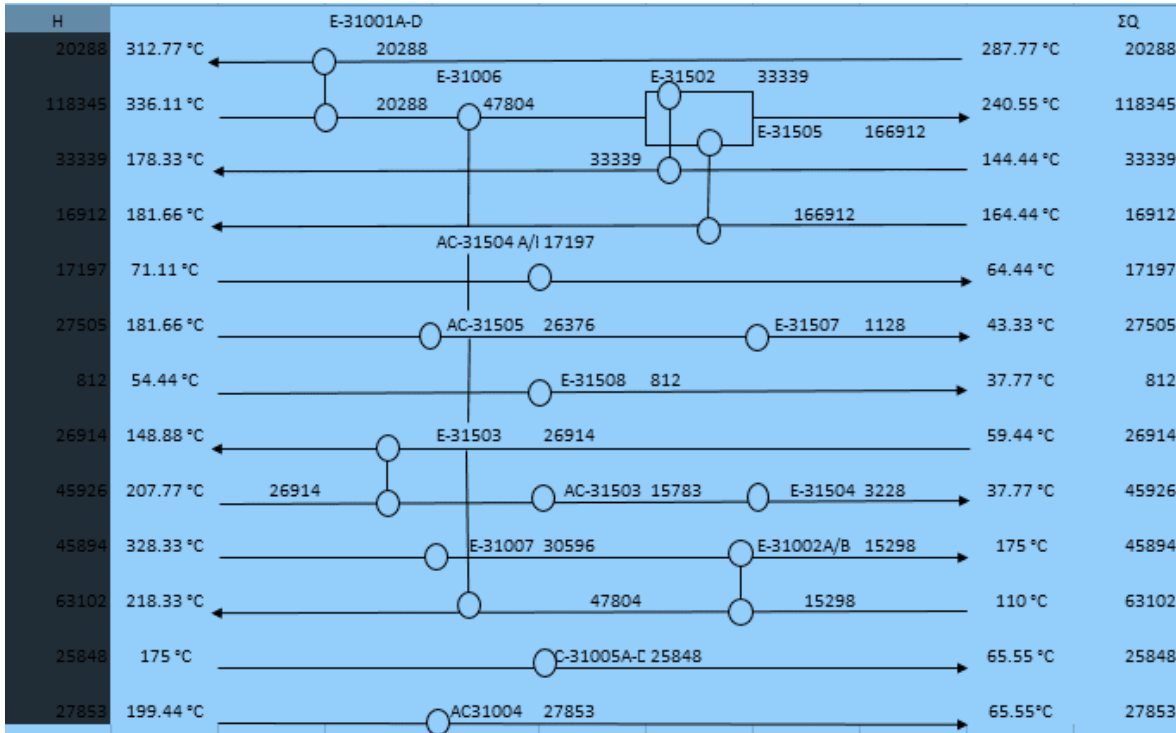 H E-31001A-D ΣQ
20288 312.77 °C 20288 287.77 °C 20288
E-31006 E-31502 33339
118345 336.11 °C 20288 47804 240.55 °C 118345
E-31505 166912
33339 178.33 °C 33339 144.44 °C 33339
16912 181.66 °C 166912 164.44 °C 16912
AC-31504 A/I 17197
17197 71.11 °C 64.44 °C 17197
27505 181.66 °C AC-31505 26376 E-31507 1128 43.33 °C 27505
812 54.44 °C E-31508 812 37.77 °C 812
26914 148.88 °C E-31503 26914 59.44 °C 26914
45926 207.77 °C 26914 AC-31503 15783 E-31504 3228 37.77 °C 45926
45894 328.33 °C E-31007 30596 E-31002A/B 15298 175 °C 45894
63102 218.33 °C 47804 15298 110 °C 63102
25848 175 °C C-31005A-D 25848 65.55 °C 25848
27853 199.44 °C AC31004 27853 65.55°C 27853